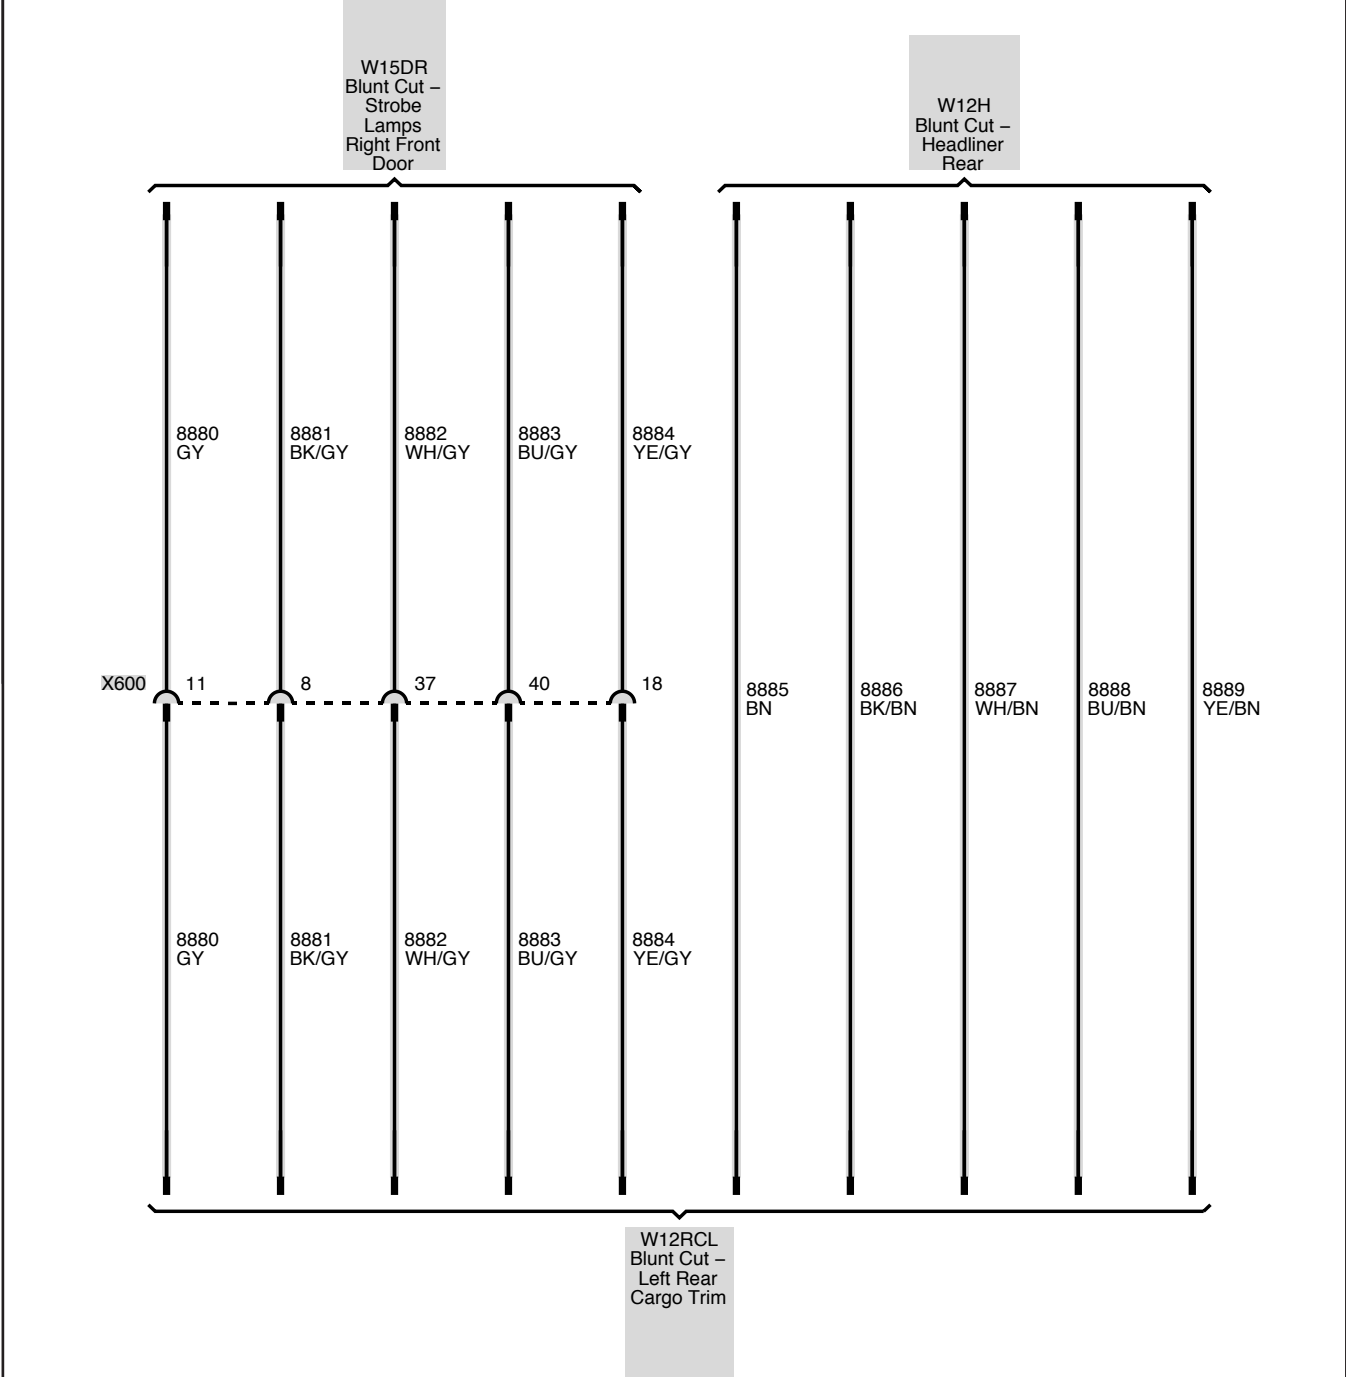 W15DR
Blunt Cut –
Strobe
Lamps
Right Front
Door
W12H
Blunt Cut –
Headliner
Rear
8880
GY
8881
BK/GY
8882
WH/GY
8883
BU/GY
8884
YE/GY
X600
11
8
37
40
18
8885
BN
8886
BK/BN
8887
WH/BN
8888
BU/BN
8889
YE/BN
8880
GY
8881
BK/GY
8882
WH/GY
8883
BU/GY
8884
YE/GY
W12RCL
Blunt Cut –
Left Rear
Cargo Trim